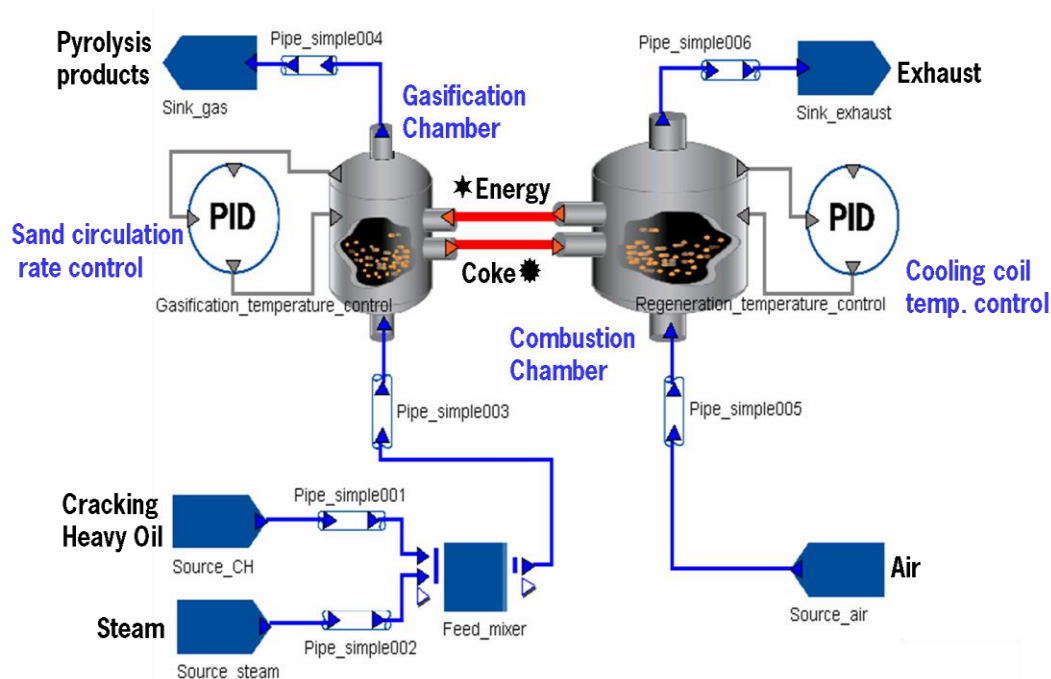 Pyrolysis
products
Pipe_simple004
Sink_gas
Gasification
Chamber
Pipe_simple006
Exhaust
Sink_exhaust
PID
Energy
PID
Sand circulation
rate control
Coke
Cooling coil
temp. control
Gasification_temperature_control
Regeneration_temperature_control
Combustion
Chamber
Pipe_simple003
Pipe_simple005
Cracking
Heavy Oil
Pipe_simple001
Source_CH
Air
Steam
Feed_mixer
Source_air
Pipe_simple002
Source_steam